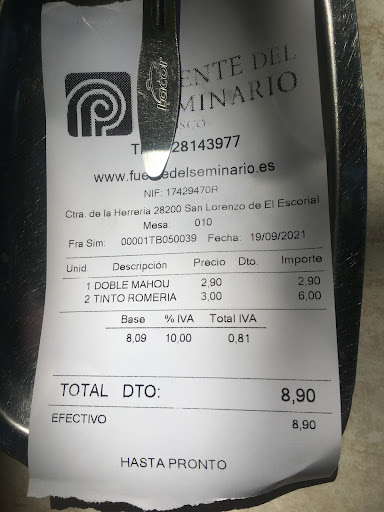 ENTE DEL
MINARIO
SCO
T 28143977
www.fue edelseminario.es
NIF: 17429470R
Ctra. de la Herreria 28200 San Lorenzo de El Escorial
Mesa: 010
Fra Sim: 00001TB050039 Fecha: 19/09/2021
Unid. Descripción Precio Dto. Importe
1 DOBLE MAHOU 2,90 2,90
2 TINTO ROMERIA 3,00 6,00
Base % IVA Total IVA
8,09 10,00 0,81
TOTAL DTO: 8,90
EFECTIVO 8,90
HASTA PRONTO